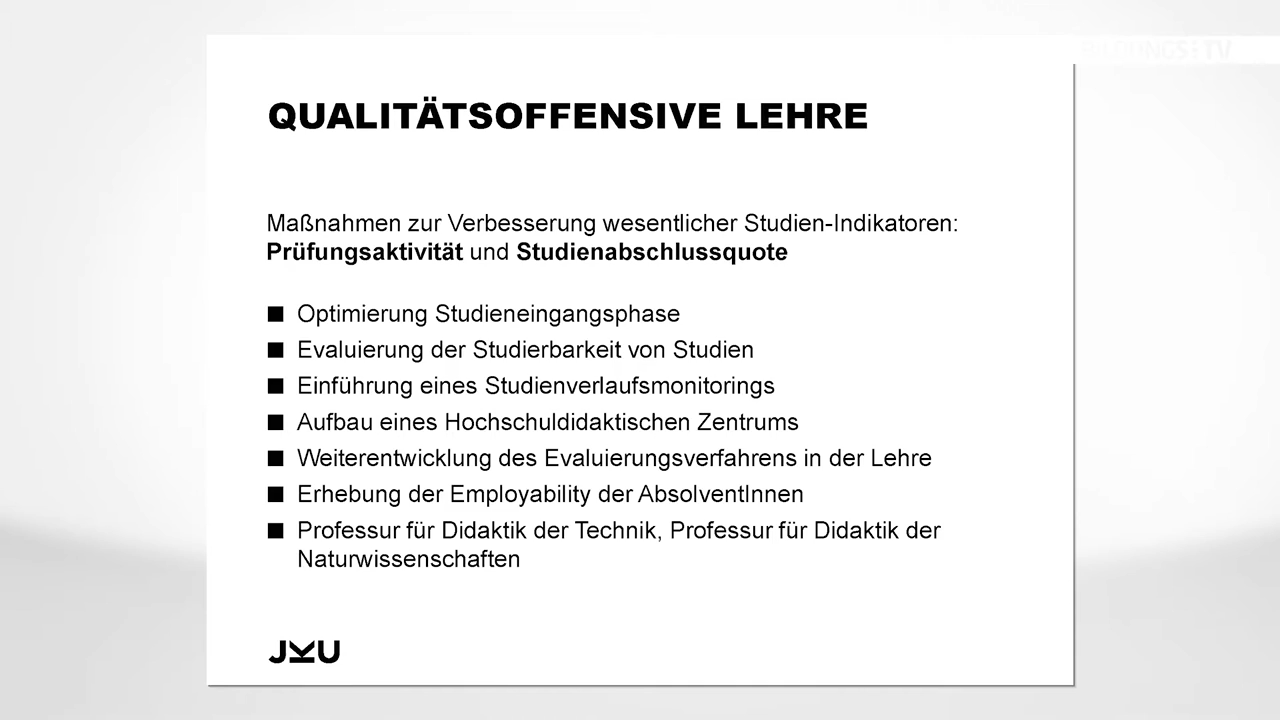 BILDUNGS TV
QUALITÄTSOFFENSIVE LEHRE
Maßnahmen zur Verbesserung wesentlicher Studien-Indikatoren:
Prüfungsaktivität und Studienabschlussquote
■ Optimierung Studieneingangsphase
■ Evaluierung der Studierbarkeit von Studien
■ Einführung eines Studienverlaufsmonitorings
■ Aufbau eines Hochschuldidaktischen Zentrums
■ Weiterentwicklung des Evaluierungsverfahrens in der Lehre
■ Erhebung der Employability der AbsolventInnen
■ Professur für Didaktik der Technik, Professur für Didaktik der
Naturwissenschaften
JKU